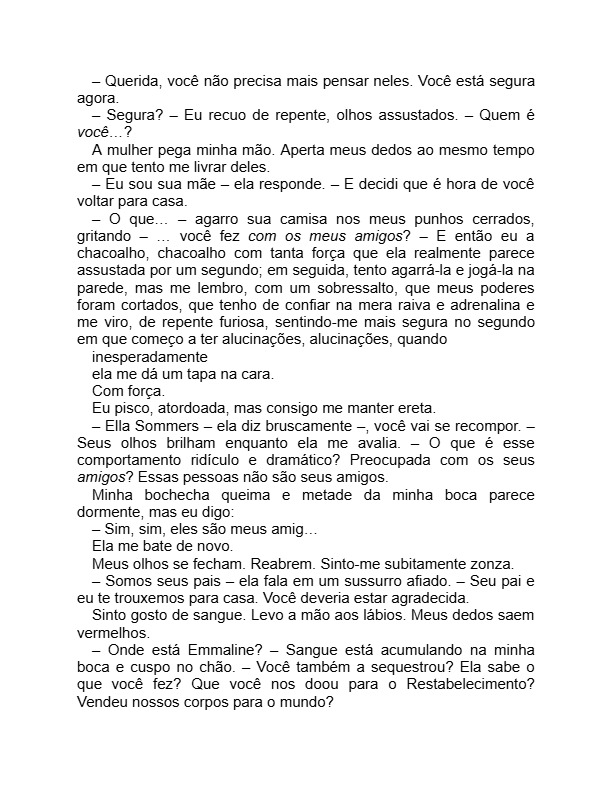 – Querida, você não precisa mais pensar neles. Você está segura
agora.
– Segura? – Eu recuo de repente, olhos assustados. – Quem é
você…?
A mulher pega minha mão. Aperta meus dedos ao mesmo tempo
em que tento me livrar deles.
– Eu sou sua mãe – ela responde. – E decidi que é hora de você
voltar para casa.
– O que… – agarro sua camisa nos meus punhos cerrados,
gritando – … você fez com os meus amigos? – E então eu a
chacoalho, chacoalho com tanta força que ela realmente parece
assustada por um segundo; em seguida, tento agarrá-la e jogá-la na
parede, mas me lembro, com um sobressalto, que meus poderes
foram cortados, que tenho de confiar na mera raiva e adrenalina e
me viro, de repente furiosa, sentindo-me mais segura no segundo
em que começo a ter alucinações, alucinações, quando
inesperadamente
ela me dá um tapa na cara.
Com força.
Eu pisco, atordoada, mas consigo me manter ereta.
– Ella Sommers – ela diz bruscamente –, você vai se recompor. –
Seus olhos brilham enquanto ela me avalia. – O que é esse
comportamento ridículo e dramático? Preocupada com os seus
amigos? Essas pessoas não são seus amigos.
Minha bochecha queima e metade da minha boca parece
dormente, mas eu digo:
– Sim, sim, eles são meus amig…
Ela me bate de novo.
Meus olhos se fecham. Reabrem. Sinto-me subitamente zonza.
– Somos seus pais – ela fala em um sussurro afiado. – Seu pai e
eu te trouxemos para casa. Você deveria estar agradecida.
Sinto gosto de sangue. Levo a mão aos lábios. Meus dedos saem
vermelhos.
– Onde está Emmaline? – Sangue está acumulando na minha
boca e cuspo no chão. – Você também a sequestrou? Ela sabe o
que você fez? Que você nos doou para o Restabelecimento?
Vendeu nossos corpos para o mundo?